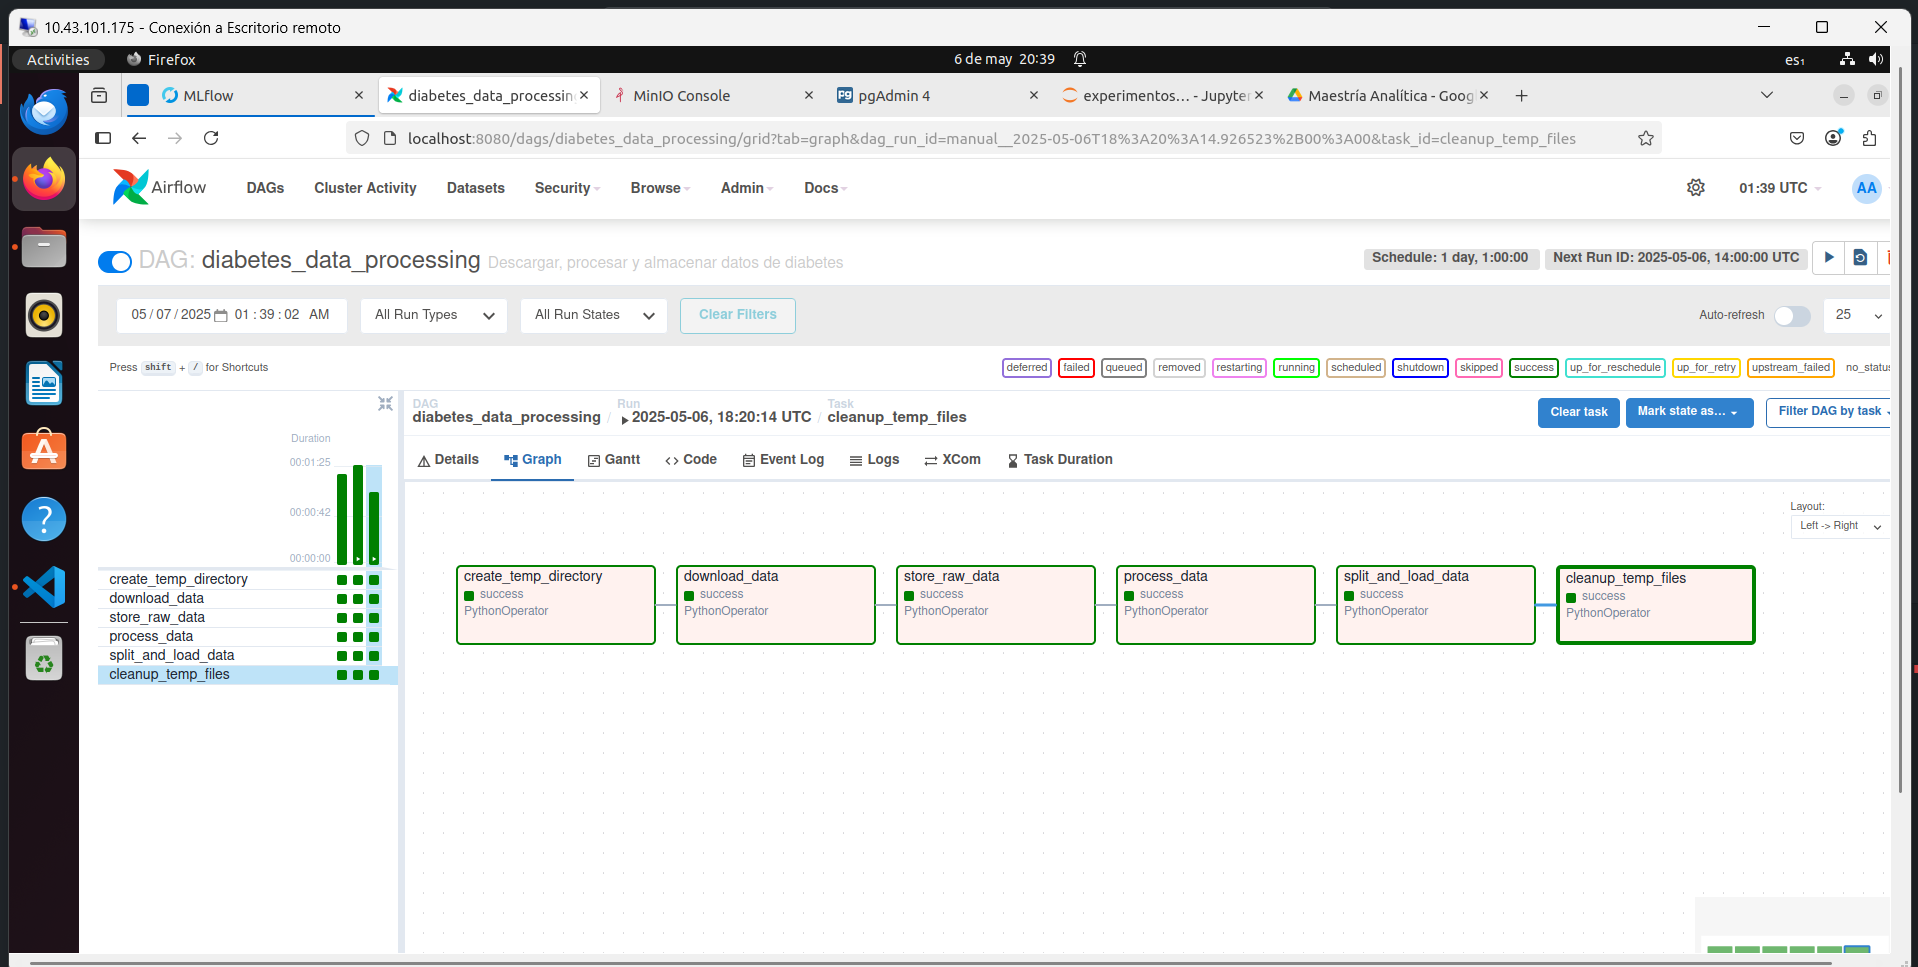 10.43.101.175 - Conexión a Escritorio remoto
Activities Firefox 6 de may 20:39 es₁
MLflow diabetes_data_processin MinIO Console pgAdmin 4 experimentos… - Jupyter Maestría Analítica - Goog
localhost:8080/dags/diabetes_data_processing/grid?tab=graph&dag_run_id=manual__2025-05-06T18%3A20%3A14.926523%2B00%3A00&task_id=cleanup_temp_files
Airflow DAGs Cluster Activity Datasets Security Browse Admin Docs 01:39 UTC AA
DAG: diabetes_data_processing Descargar, procesar y almacenar datos de diabetes Schedule: 1 day, 1:00:00 Next Run ID: 2025-05-06, 14:00:00 UTC
05/07/2025 01:39:02 AM All Run Types All Run States Clear Filters Auto-refresh 25
Press shift + / for Shortcuts deferred failed queued removed restarting running scheduled shutdown skipped success up_for_reschedule up_for_retry upstream_failed no_status
DAG Run Task
diabetes_data_processing / 2025-05-06, 18:20:14 UTC / cleanup_temp_files Clear task Mark state as… Filter DAG by task
Duration
00:01:25
00:00:42
00:00:00
Details Graph Gantt Code Event Log Logs XCom Task Duration
Layout:
Left -> Right
create_temp_directory
download_data
store_raw_data
process_data
split_and_load_data
cleanup_temp_files
create_temp_directory
success
PythonOperator
download_data
success
PythonOperator
store_raw_data
success
PythonOperator
process_data
success
PythonOperator
split_and_load_data
success
PythonOperator
cleanup_temp_files
success
PythonOperator